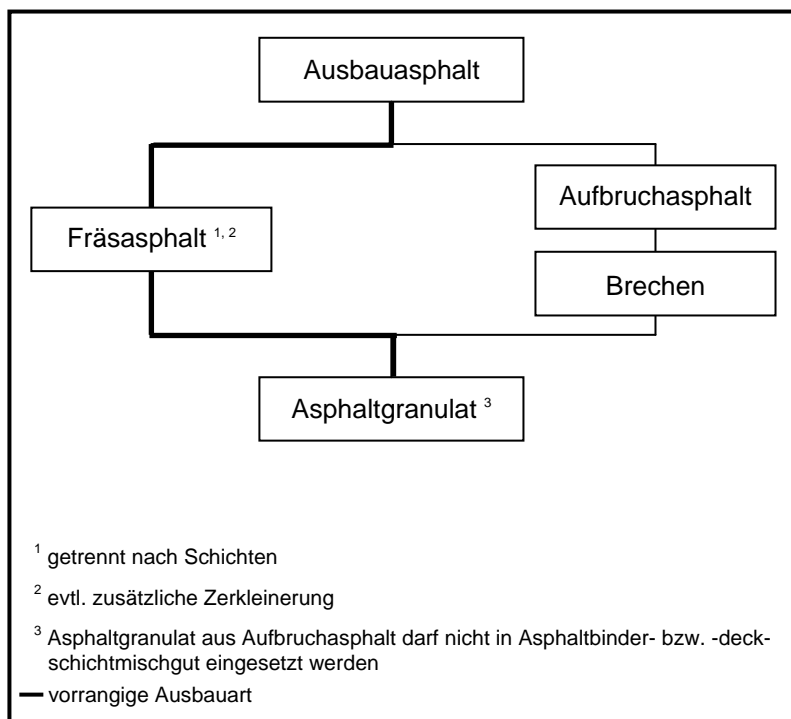 Ausbauasphalt
Aufbruchasphalt
Fräsasphalt 1, 2
Brechen
Asphaltgranulat 3
1 getrennt nach Schichten
2 evtl. zusätzliche Zerkleinerung
3 Asphaltgranulat aus Aufbruchasphalt darf nicht in Asphaltbinder- bzw. -deck-
schichtmischgut eingesetzt werden
vorrangige Ausbauart